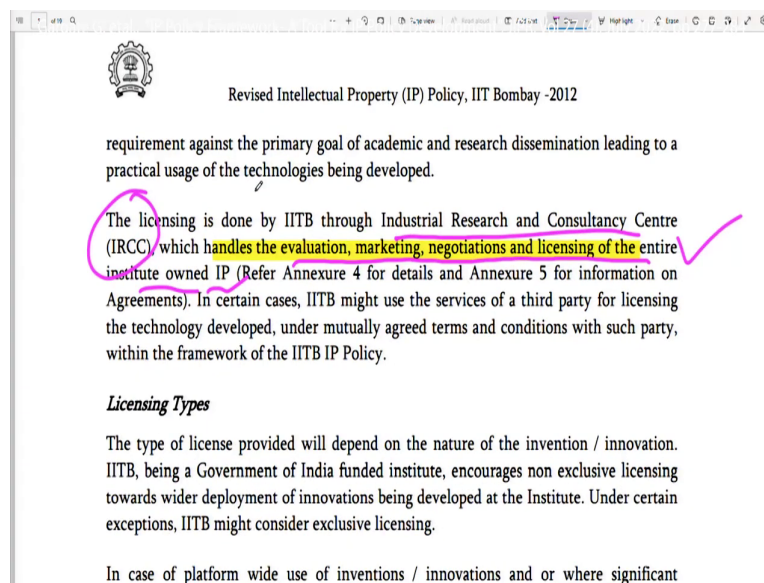 of 19
Page view
Highlight
Erase
Revised Intellectual Property (IP) Policy, IIT Bombay -2012
requirement against the primary goal of academic and research dissemination leading to a
practical usage of the technologies being developed.
The licensing is done by IITB through Industrial Research and Consultancy Centre
(IRCC), which handles the evaluation, marketing, negotiations and licensing of the entire
institute owned IP (Refer Annexure 4 for details and Annexure 5 for information on
Agreements). In certain cases, IITB might use the services of a third party for licensing
the technology developed, under mutually agreed terms and conditions with such party,
within the framework of the IITB IP Policy.
Licensing Types
The type of license provided will depend on the nature of the invention / innovation.
IITB, being a Government of India funded institute, encourages non exclusive licensing
towards wider deployment of innovations being developed at the Institute. Under certain
exceptions, IITB might consider exclusive licensing.
In case of platform wide use of inventions / innovations and or where significant